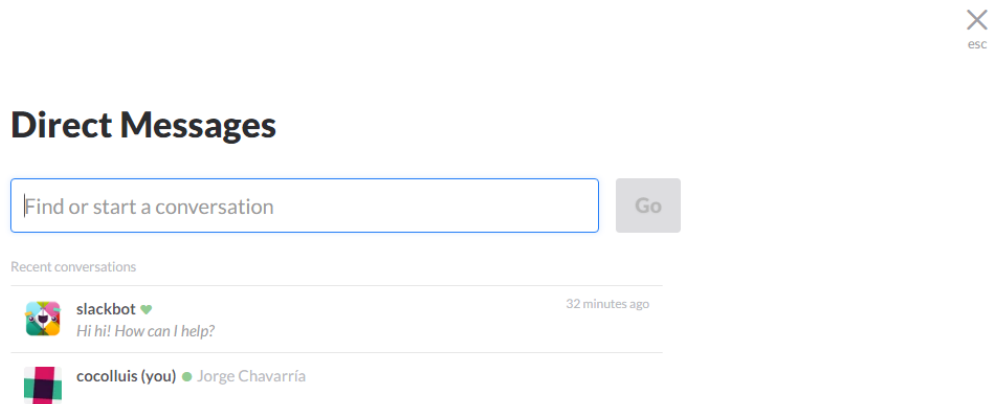 esc
Direct Messages
Find or start a conversation
Go
Recent conversations
slackbot 32 minutes ago
Hi hi! How can I help?
cocolluis (you) Jorge Chavarría